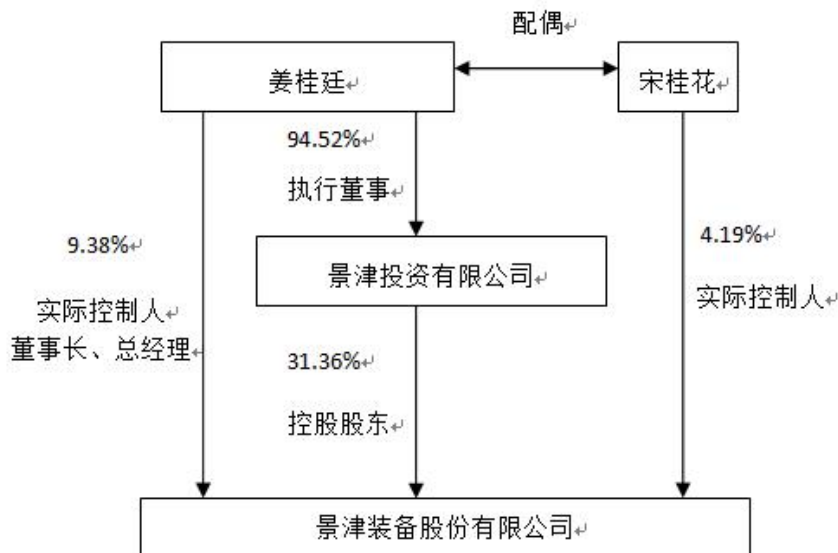 配偶
姜桂廷
宋桂花
94.52%
执行董事
9.38%
4.19%
景津投资有限公司
实际控制人
实际控制人
董事长、总经理
31.36%
控股股东
景津装备股份有限公司